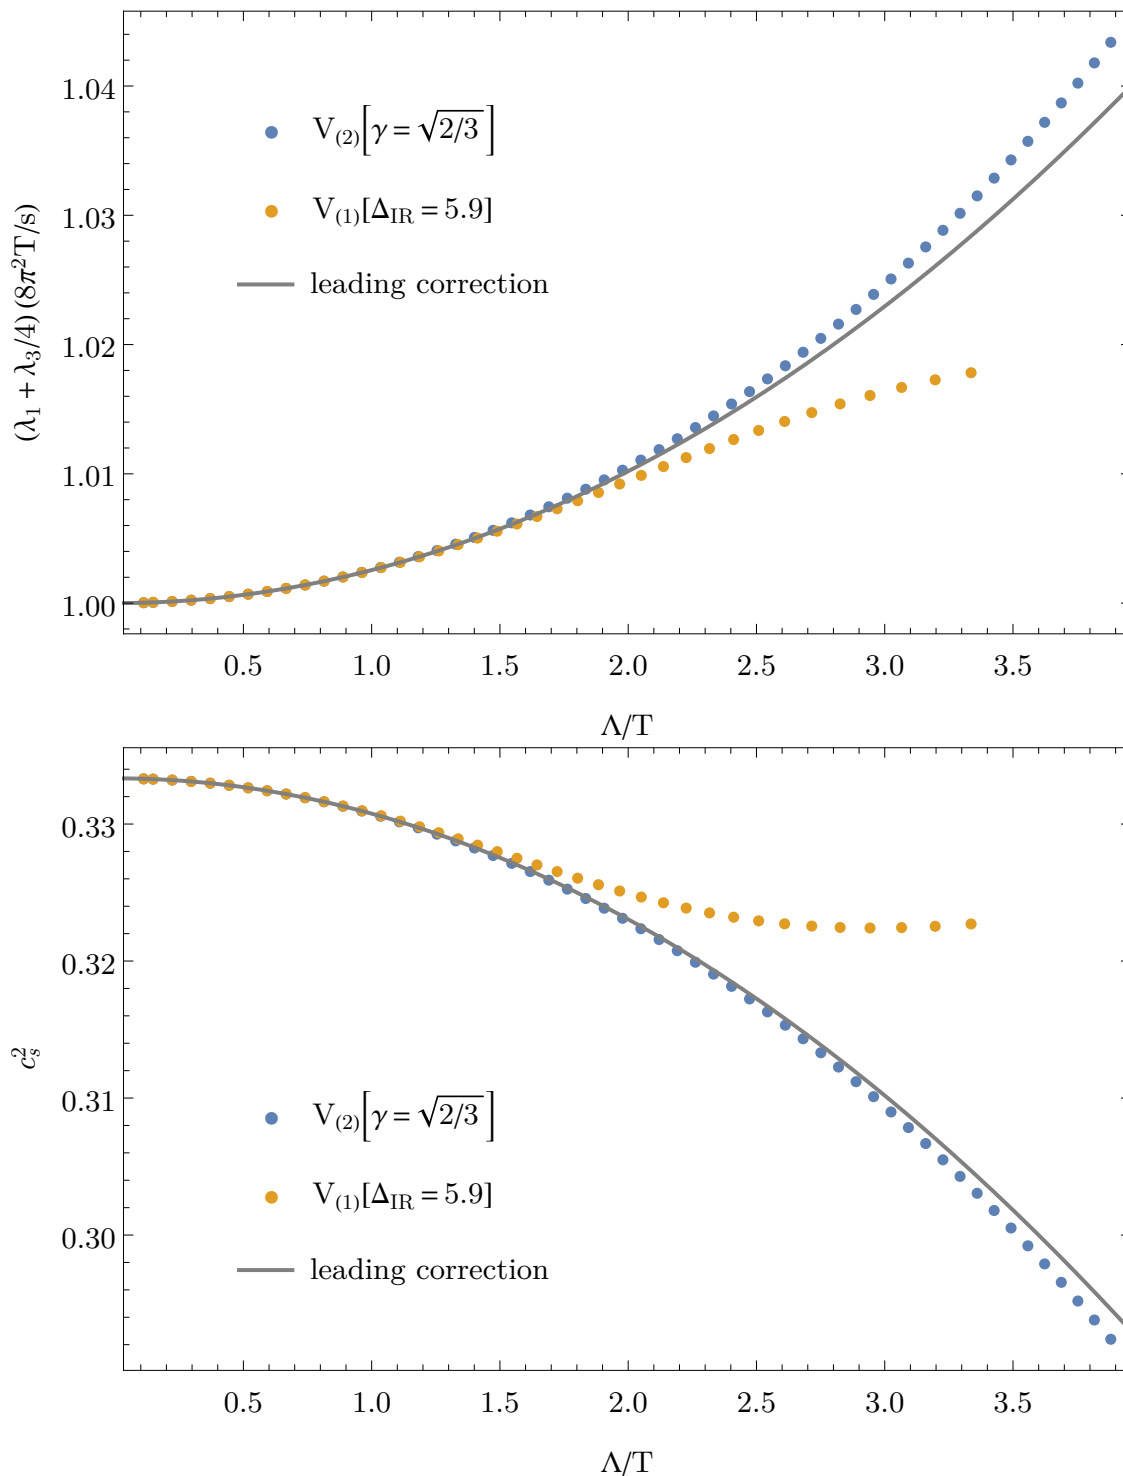 1.04
V(2)[γ = √2/3]
1.03
V(1)[ΔIR = 5.9]
leading correction
(λ1 + λ3/4)(8π²T/s)
1.02
1.01
1.00
0.5 1.0 1.5 2.0 2.5 3.0 3.5
Λ/T
0.33
0.32
c_s^2
0.31
V(2)[γ = √2/3]
V(1)[ΔIR = 5.9]
0.30
leading correction
0.5 1.0 1.5 2.0 2.5 3.0 3.5
Λ/T